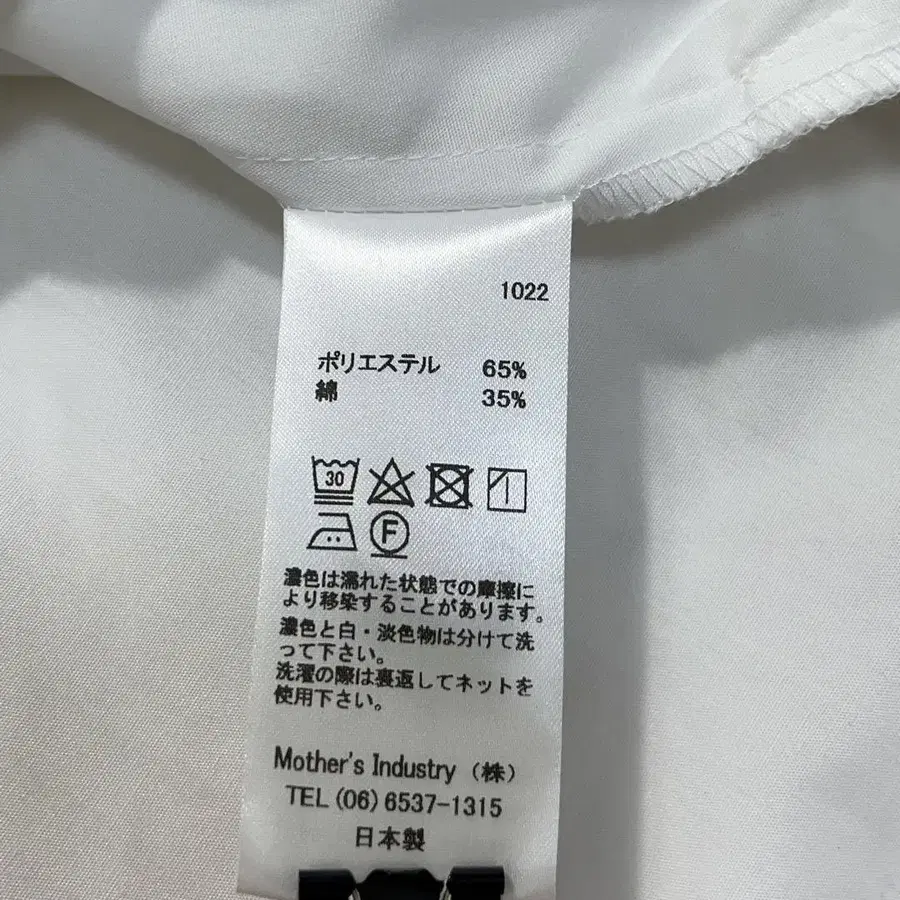 1022
ポリエステル 65%
綿 35%
30
F
濃色は濡れた状態での摩擦に
より移染することがあります。
濃色と白・淡色物は分けて洗
って下さい。
洗濯の際は裏返してネットを
使用下さい。
Mother's Industry (株)
TEL (06) 6537-1315
日本製